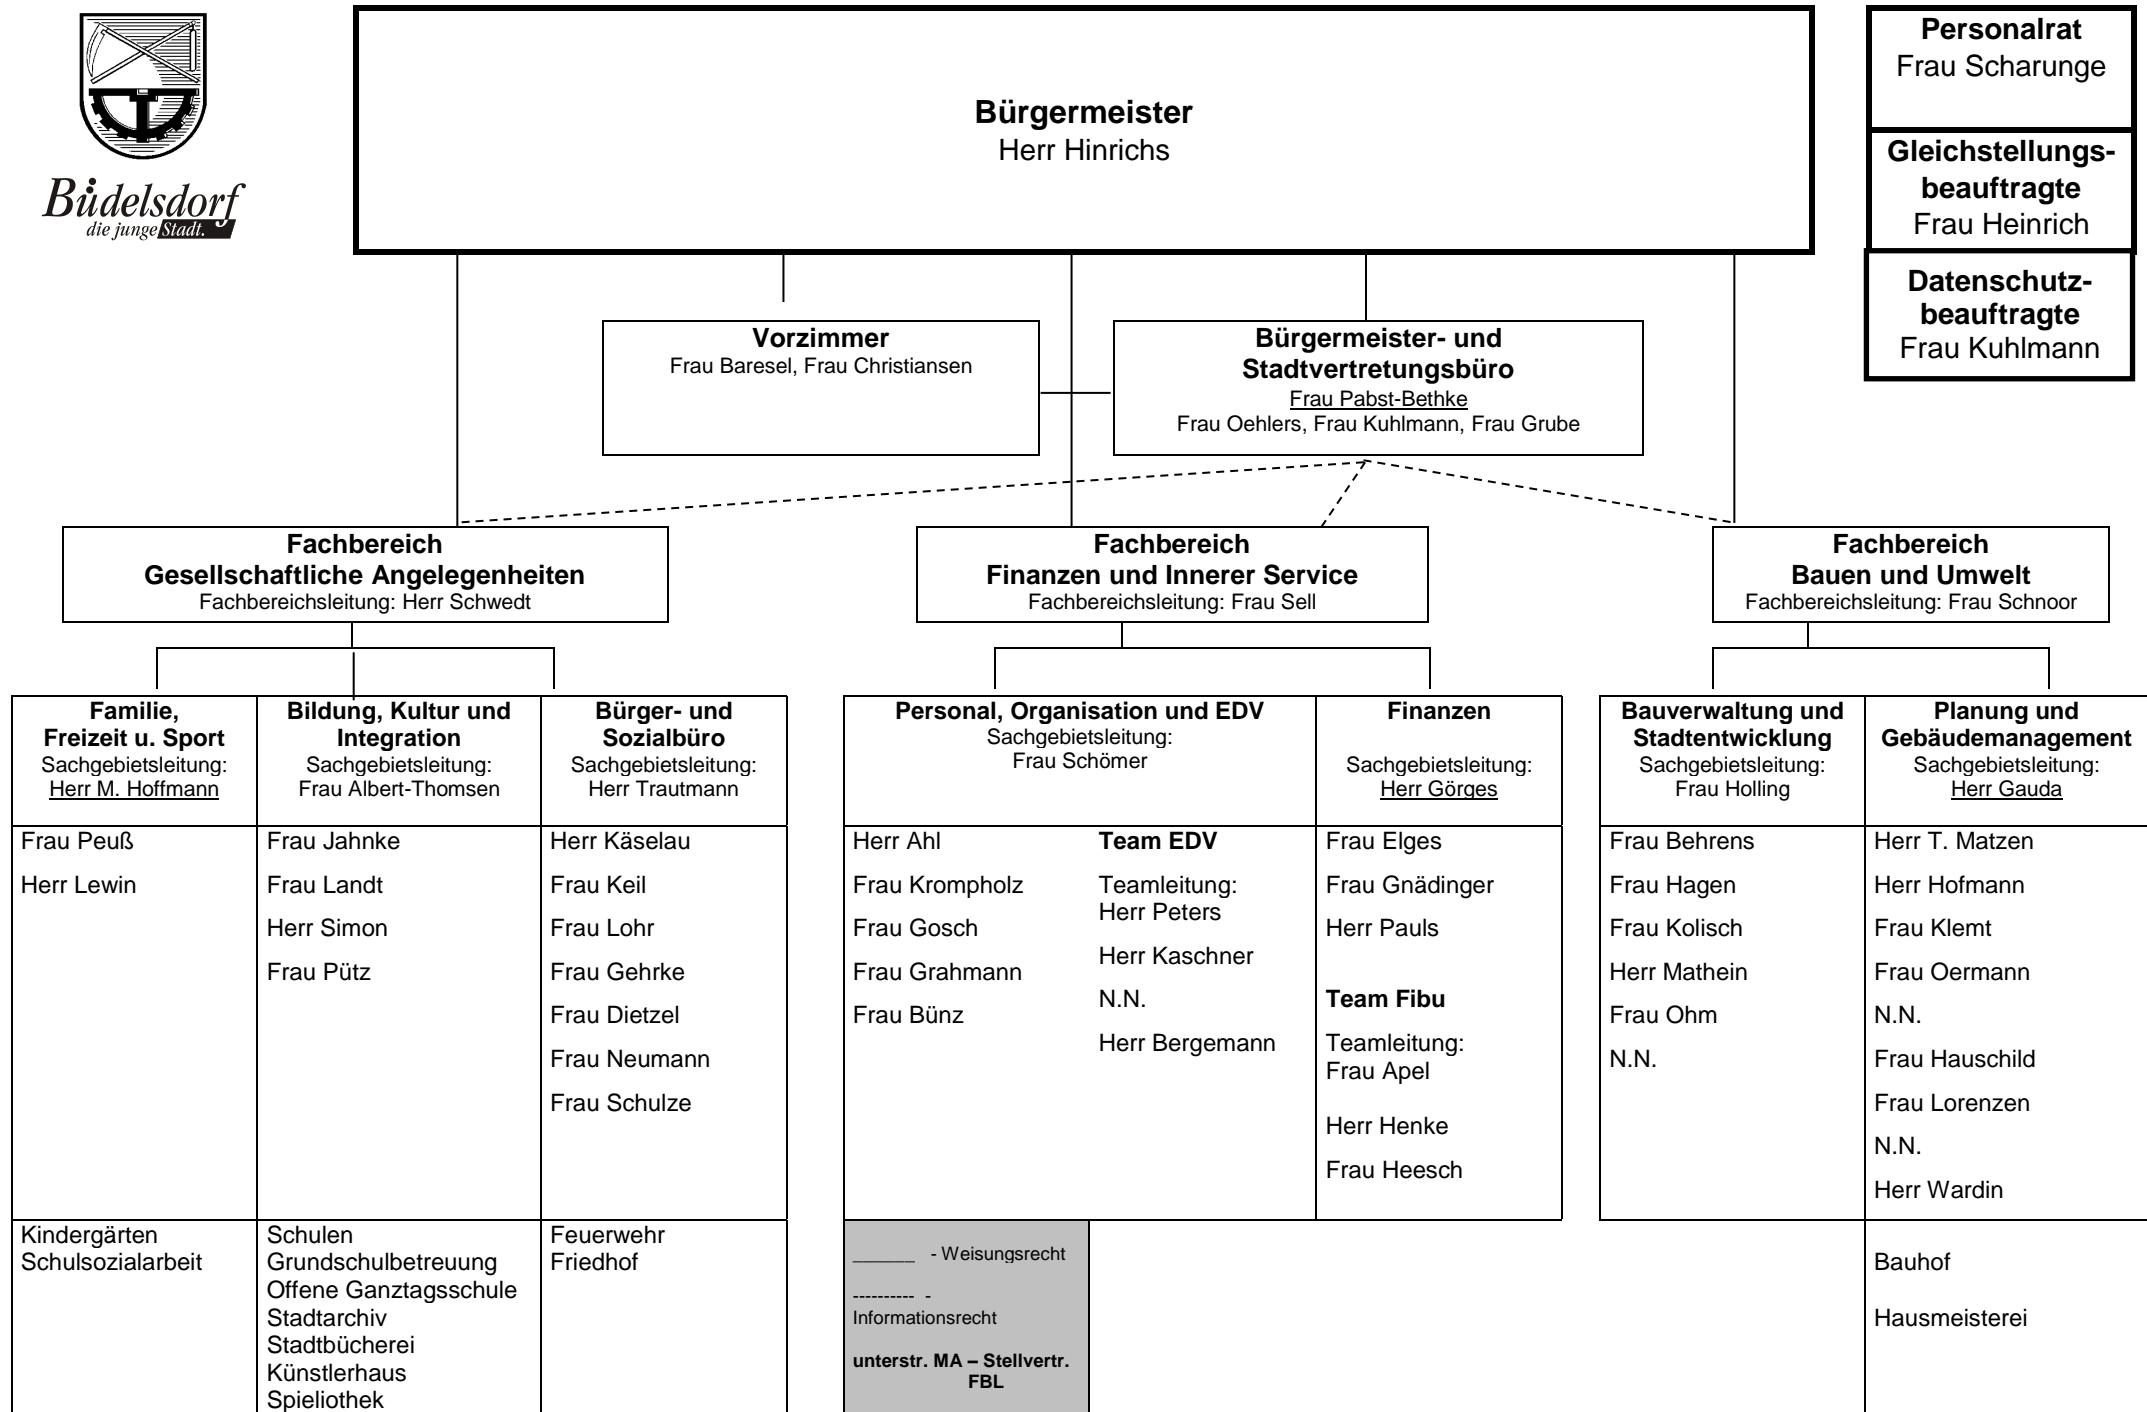 Büdelsdorf
die junge Stadt.
Bürgermeister
Herr Hinrichs
Personalrat
Frau Scharunge
Gleichstellungs-
beauftragte
Frau Heinrich
Datenschutz-
beauftragte
Frau Kuhlmann
Vorzimmer
Frau Baresel, Frau Christiansen
Bürgermeister- und
Stadtvertretungsbüro
Frau Pabst-Bethke
Frau Oehlers, Frau Kuhlmann, Frau Grube
Fachbereich
Gesellschaftliche Angelegenheiten
Fachbereichsleitung: Herr Schwedt
Fachbereich
Finanzen und Innerer Service
Fachbereichsleitung: Frau Sell
Fachbereich
Bauen und Umwelt
Fachbereichsleitung: Frau Schnoor
Familie,
Freizeit u. Sport
Sachgebietsleitung:
Herr M. Hoffmann
Frau Peuß
Herr Lewin
Kindergärten
Schulsozialarbeit
Bildung, Kultur und
Integration
Sachgebietsleitung:
Frau Albert-Thomsen
Frau Jahnke
Frau Landt
Herr Simon
Frau Pütz
Schulen
Grundschulbetreuung
Offene Ganztagsschule
Stadtarchiv
Stadtbücherei
Künstlerhaus
Spieliothek
Bürger- und
Sozialbüro
Sachgebietsleitung:
Herr Trautmann
Herr Käselau
Frau Keil
Frau Lohr
Frau Gehrke
Frau Dietzel
Frau Neumann
Frau Schulze
Feuerwehr
Friedhof
Personal, Organisation und EDV
Sachgebietsleitung:
Frau Schömer
Herr Ahl
Frau Krompholz
Frau Gosch
Frau Grahmann
Frau Bünz
Team EDV
Teamleitung:
Herr Peters
Herr Kaschner
N.N.
Herr Bergemann
Finanzen
Sachgebietsleitung:
Herr Görges
Frau Elges
Frau Gnädinger
Herr Pauls
Team Fibu
Teamleitung:
Frau Apel
Herr Henke
Frau Heesch
______ - Weisungsrecht
---------- -
Informationsrecht
unterstr. MA – Stellvertr.
FBL
Bauverwaltung und
Stadtentwicklung
Sachgebietsleitung:
Frau Holling
Frau Behrens
Frau Hagen
Frau Kolisch
Herr Mathein
Frau Ohm
N.N.
Planung und
Gebäudemanagement
Sachgebietsleitung:
Herr Gauda
Herr T. Matzen
Herr Hofmann
Frau Klemt
Frau Oermann
N.N.
Frau Hauschild
Frau Lorenzen
N.N.
Herr Wardin
Bauhof
Hausmeisterei